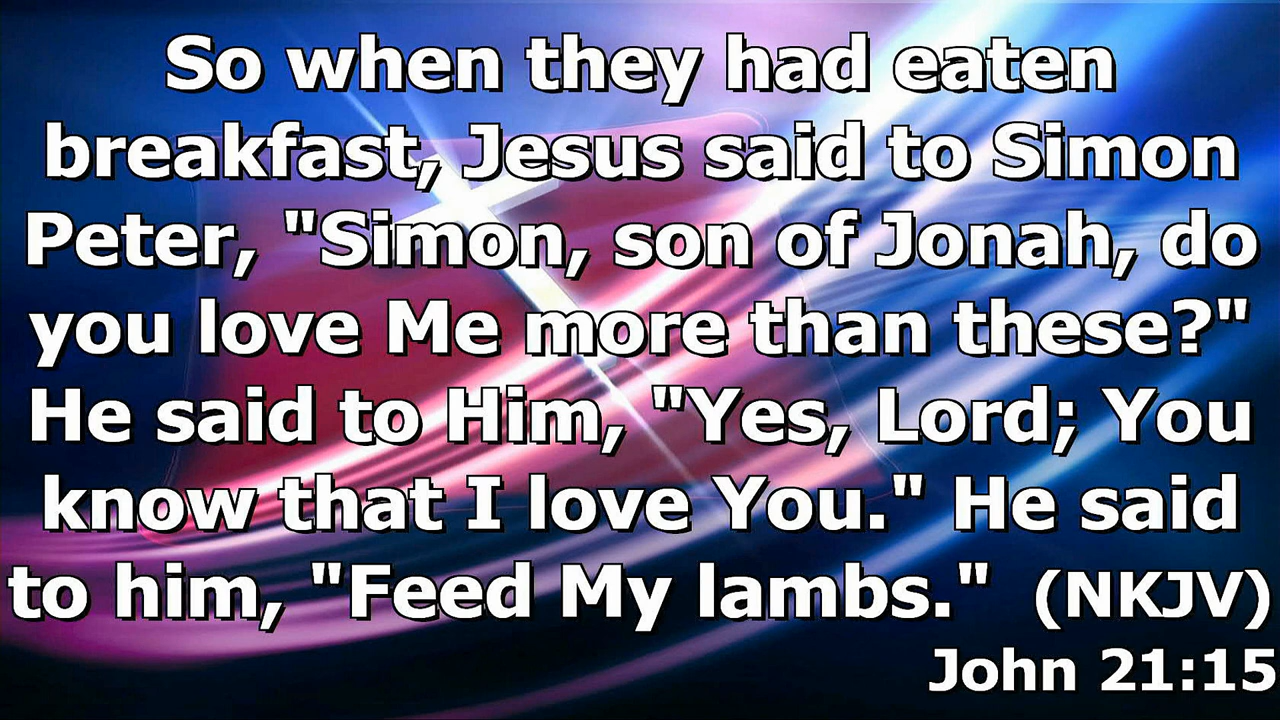 So when they had eaten
breakfast, Jesus said to Simon
Peter, "Simon, son of Jonah, do
you love Me more than these?"
He said to Him, "Yes, Lord; You
know that I love You." He said
to him, "Feed My lambs." (NKJV)
John 21:15